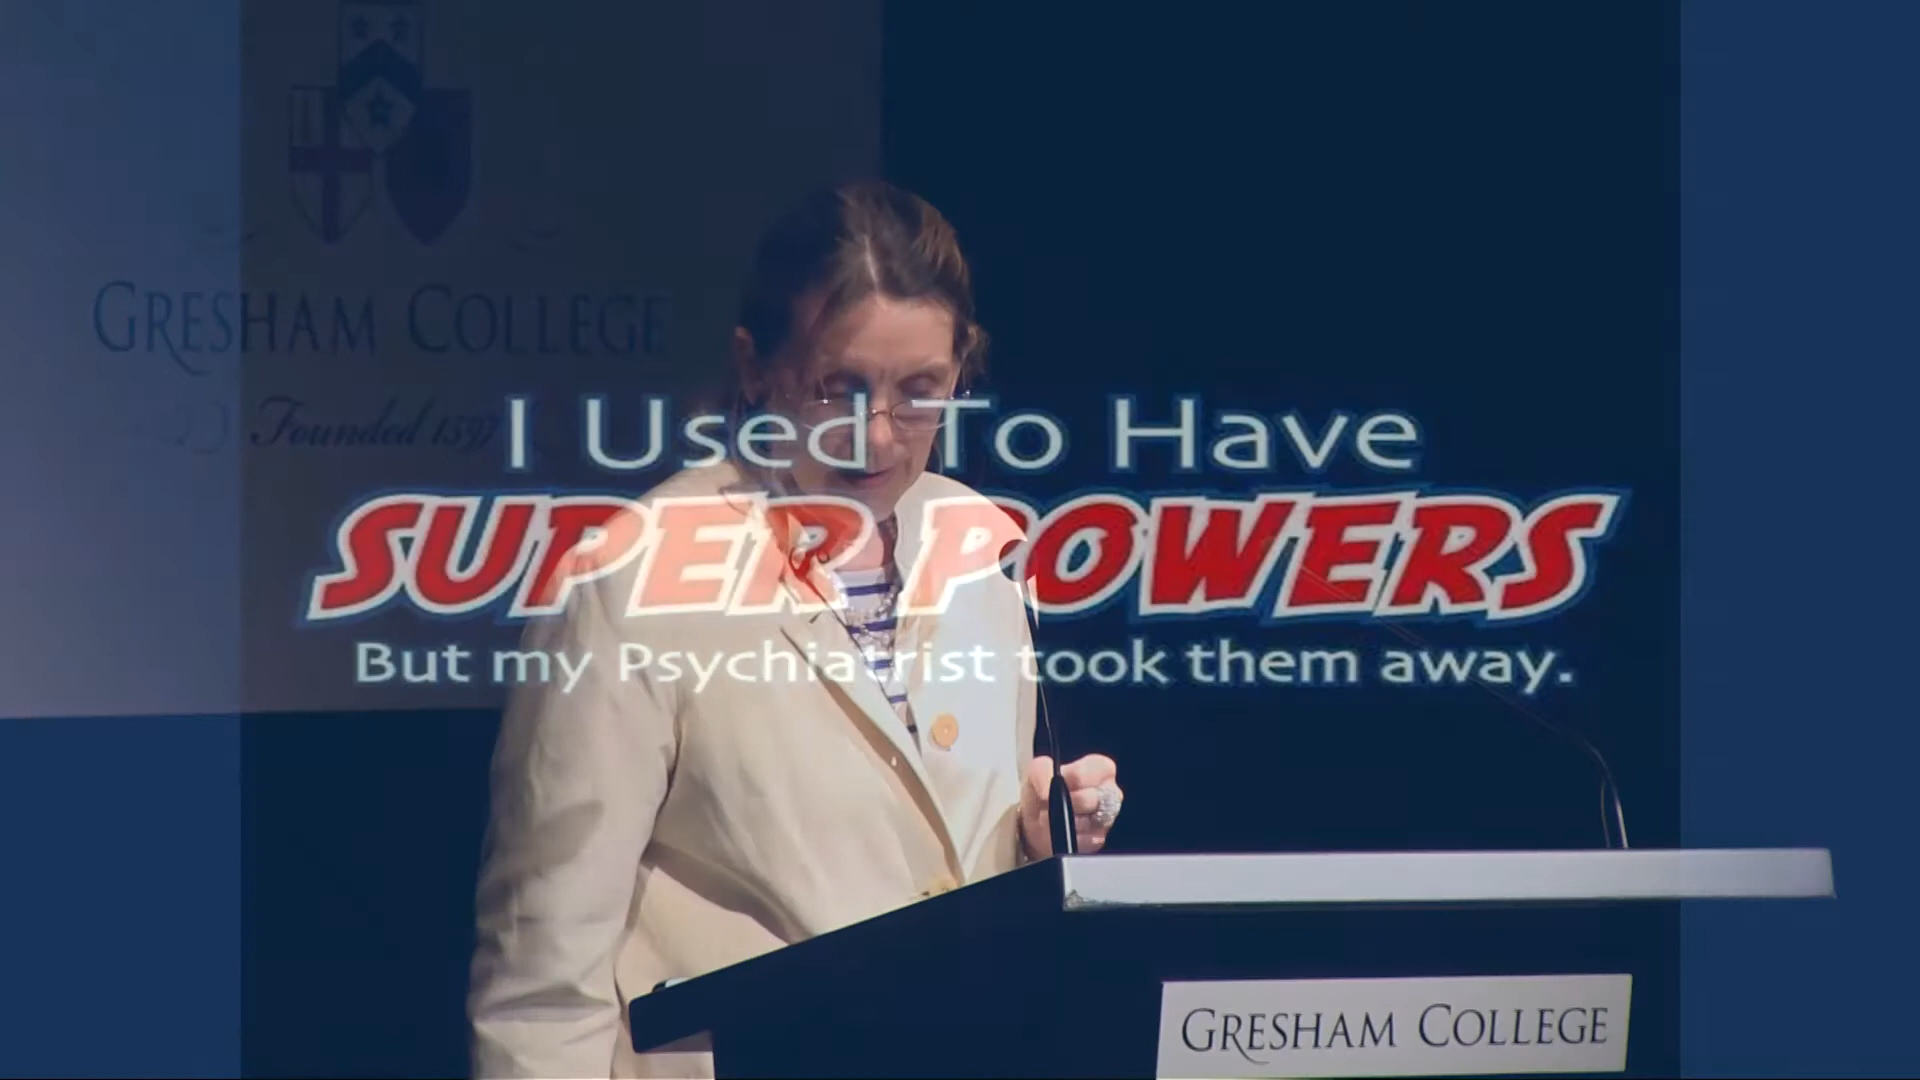 GRESHAM COLLEGE
Founded 1597
I Used To Have
SUPER POWERS
But my Psychiatrist took them away.
GRESHAM COLLEGE